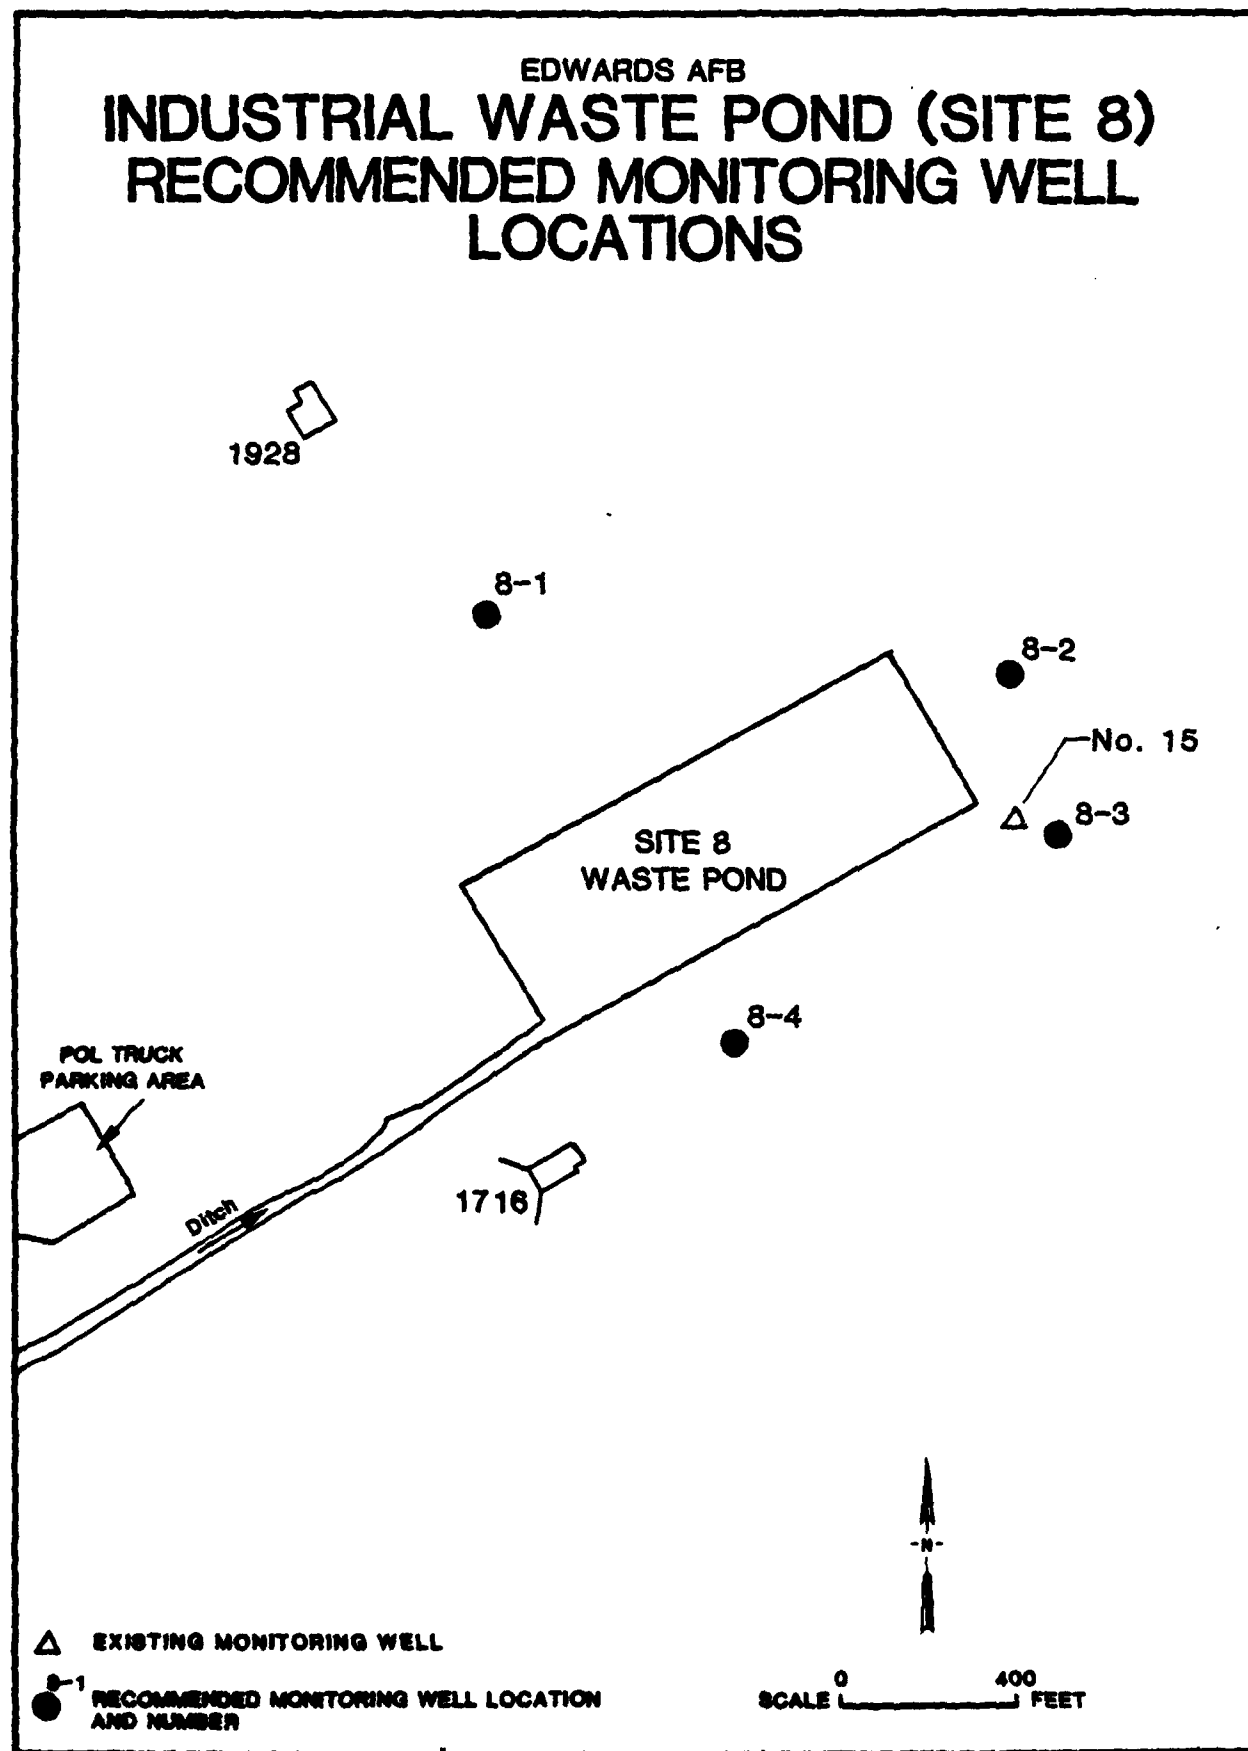 EDWARDS AFB
INDUSTRIAL WASTE POND (SITE 8)
RECOMMENDED MONITORING WELL
LOCATIONS
1928
8-1
8-2
No. 15
8-3
SITE 8
WASTE POND
8-4
POL TRUCK
PARKING AREA
Ditch
1716
-N-
EXISTING MONITORING WELL
8-1
RECOMMENDED MONITORING WELL LOCATION
AND NUMBER
0 400
SCALE FEET